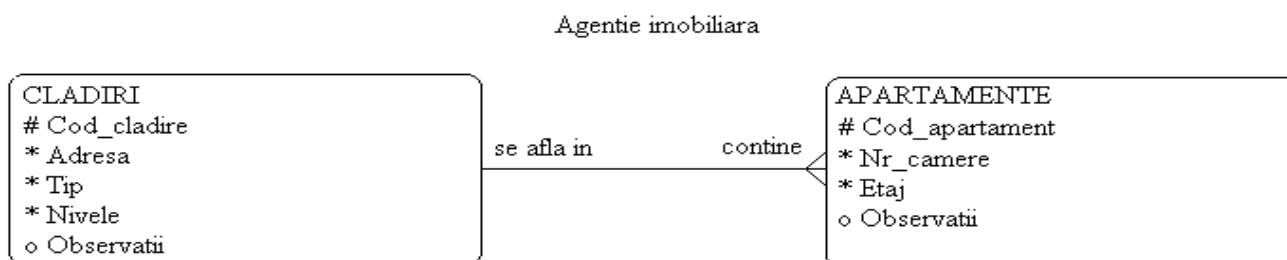 Agentie imobiliara
CLADIRI
# Cod_cladire
* Adresa
* Tip
* Nivele
o Observatii
se afla in
contine
APARTAMENTE
# Cod_apartament
* Nr_camere
* Etaj
o Observatii